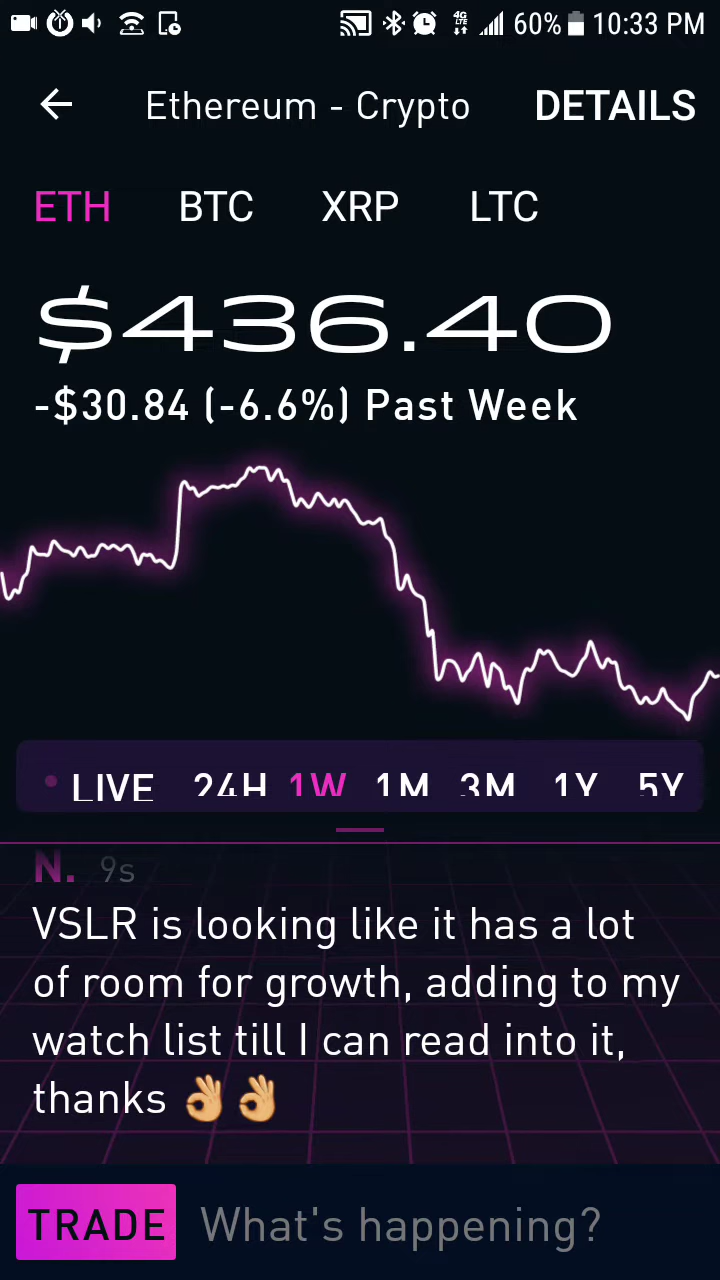 4G LTE 60% 10:33 PM
Ethereum - Crypto DETAILS
ETH BTC XRP LTC
$436.40
-$30.84 (-6.6%) Past Week
LIVE 24H 1W 1M 3M 1Y 5Y
N. 9s
VSLR is looking like it has a lot
of room for growth, adding to my
watch list till I can read into it,
thanks 👌👌
TRADE What's happening?